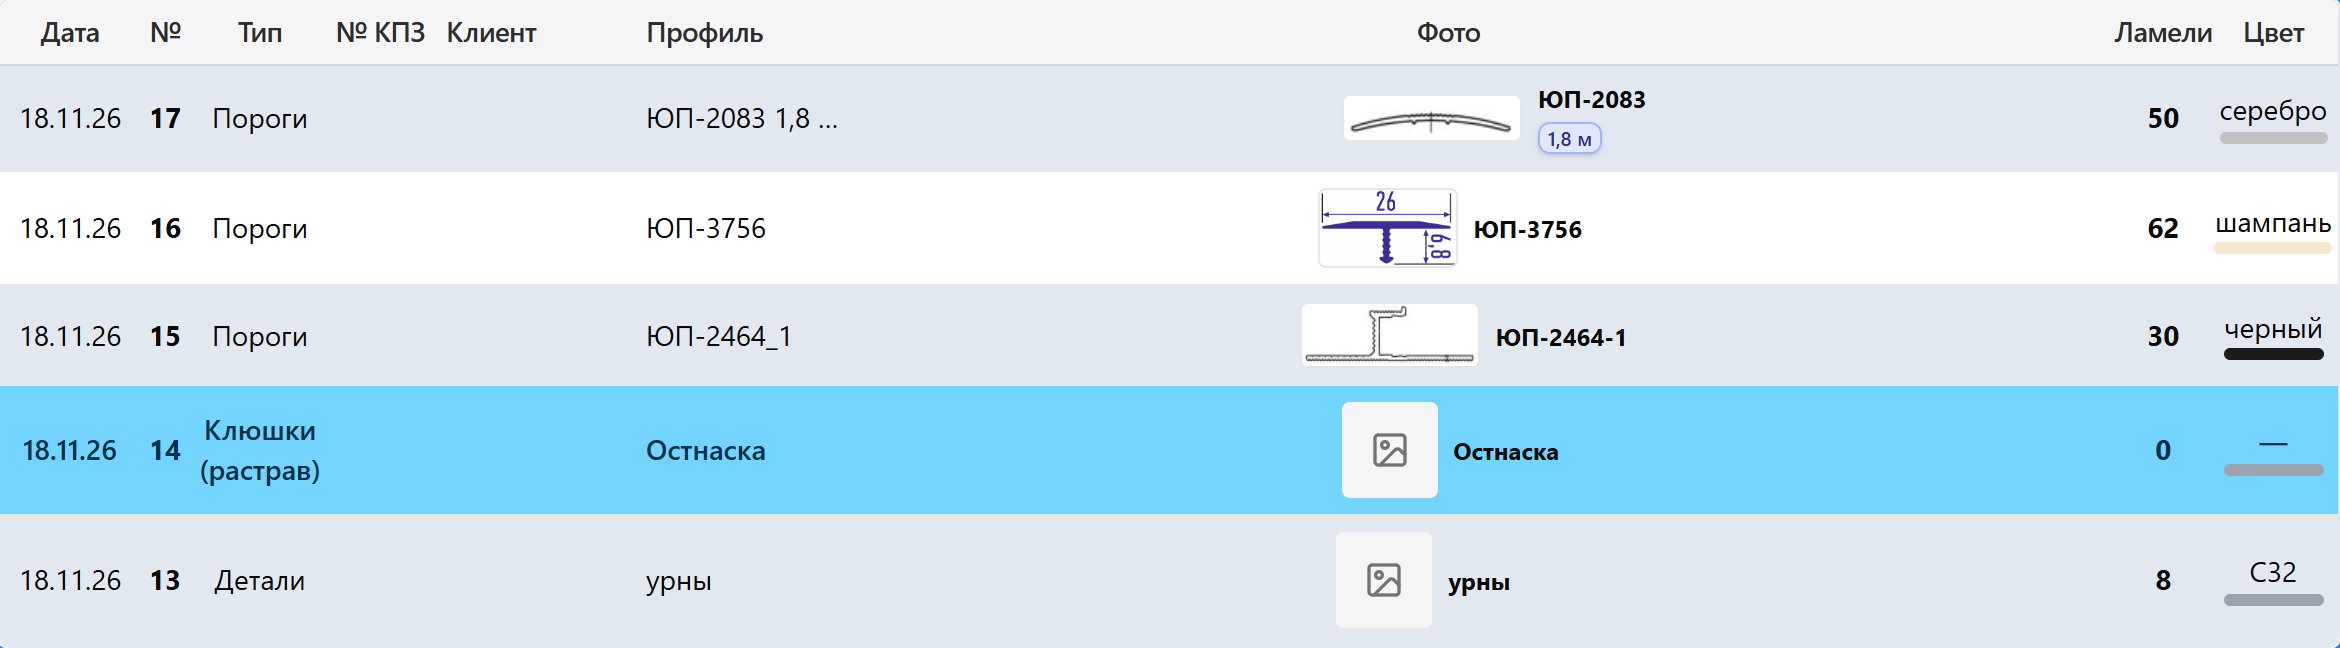 Дата № Тип № КПЗ Клиент Профиль Фото Ламели Цвет
18.11.26 17 Пороги ЮП-2083 1,8 ... ЮП-2083 1,8 м 50 серебро
18.11.26 16 Пороги ЮП-3756 26 6,8 ЮП-3756 62 шампань
18.11.26 15 Пороги ЮП-2464_1 ЮП-2464-1 30 черный
18.11.26 14 Клюшки (растрав) Остнаска Остнаска 0 —
18.11.26 13 Детали урны урны 8 С32